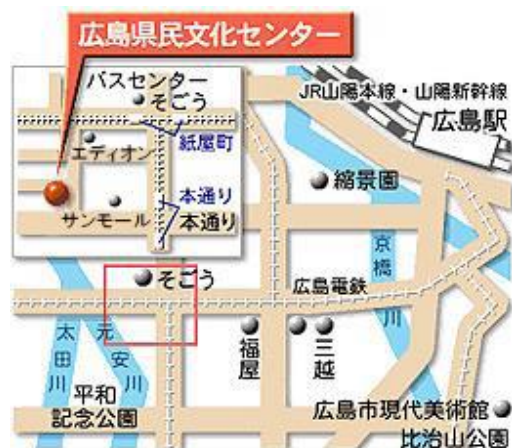 広島県民文化センター
バスセンター
そごう
紙屋町
エディオン
本通り
サンモール
本通り
JR山陽本線・山陽新幹線
広島駅
縮景園
京橋川
そごう
広島電鉄
福屋
三越
太田川
元安川
平和
記念公園
広島市現代美術館
比治山公園